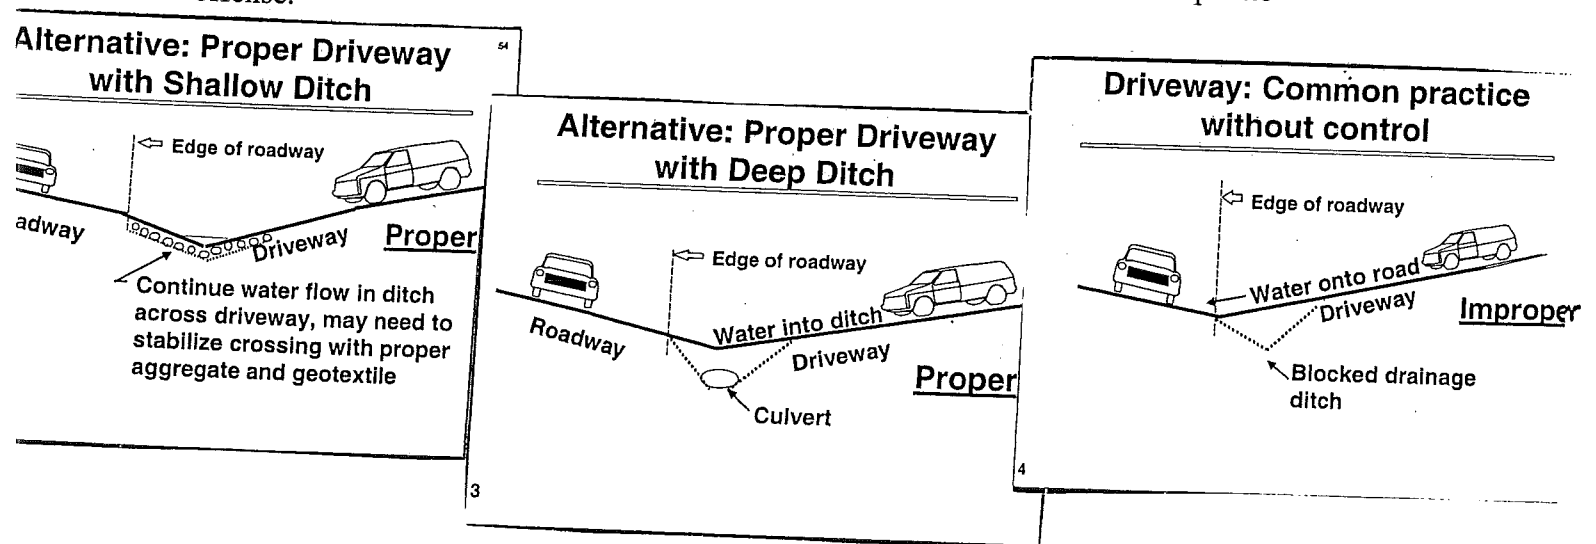 Alternative: Proper Driveway
with Shallow Ditch
54
Edge of roadway
adway
Driveway
Proper
Continue water flow in ditch
across driveway, may need to
stabilize crossing with proper
aggregate and geotextile
Alternative: Proper Driveway
with Deep Ditch
Edge of roadway
Roadway
Water into ditch
Driveway
Proper
Culvert
3
Driveway: Common practice
without control
Edge of roadway
Water onto road
Driveway
Improper
Blocked drainage
ditch
4